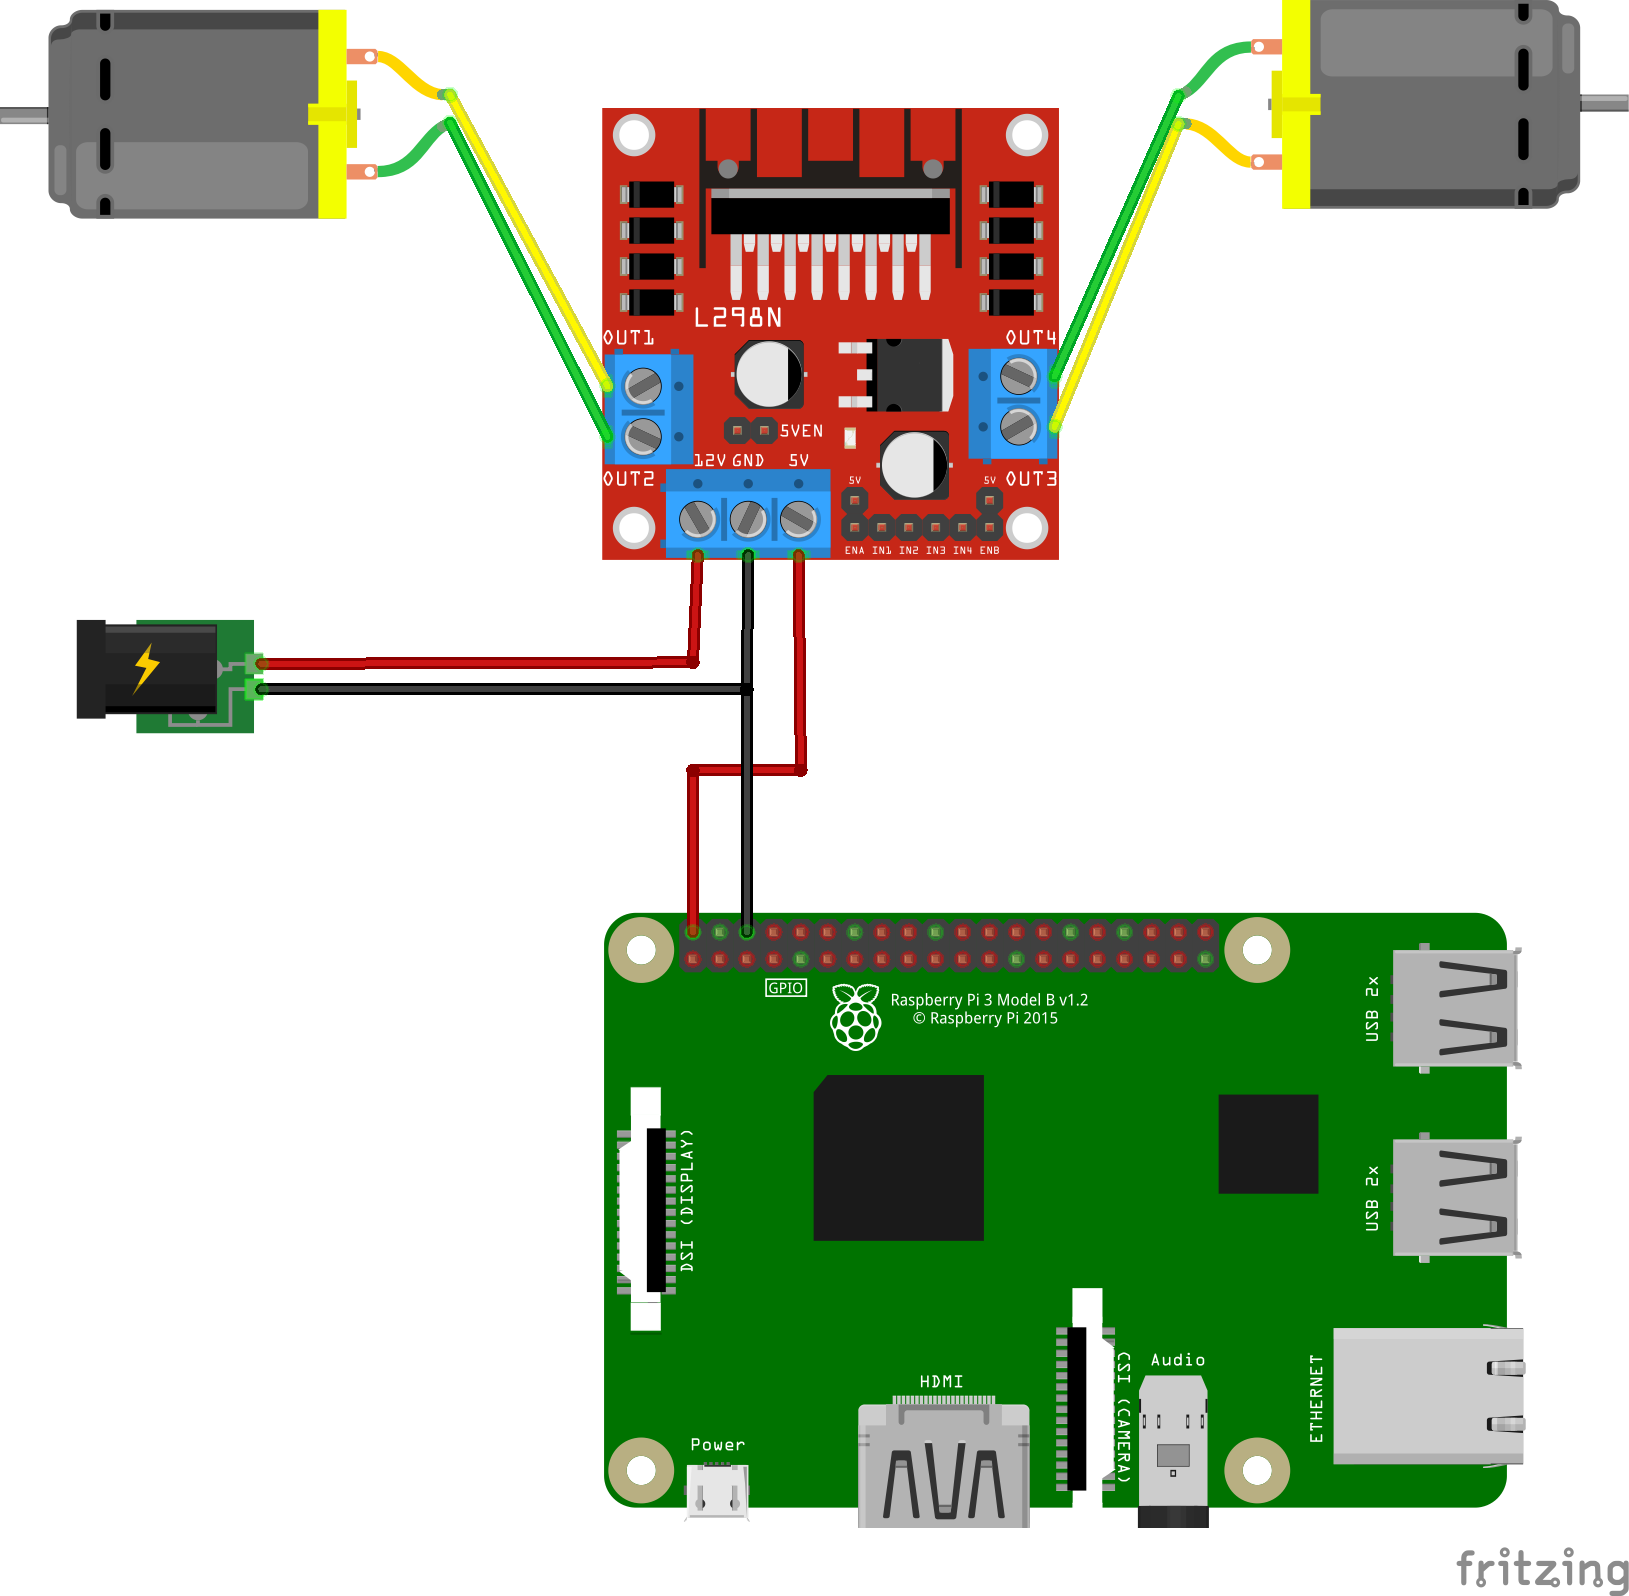 L298N
OUT1
OUT4
5VEN
12V GND 5V
OUT2
OUT3
5V
5V
ENA IN1 IN2 IN3 IN4 ENB
GPIO
Raspberry Pi 3 Model B v1.2
© Raspberry Pi 2015
USB 2x
DSI (DISPLAY)
USB 2x
HDMI
CSI (CAMERA)
Audio
ETHERNET
Power
fritzing